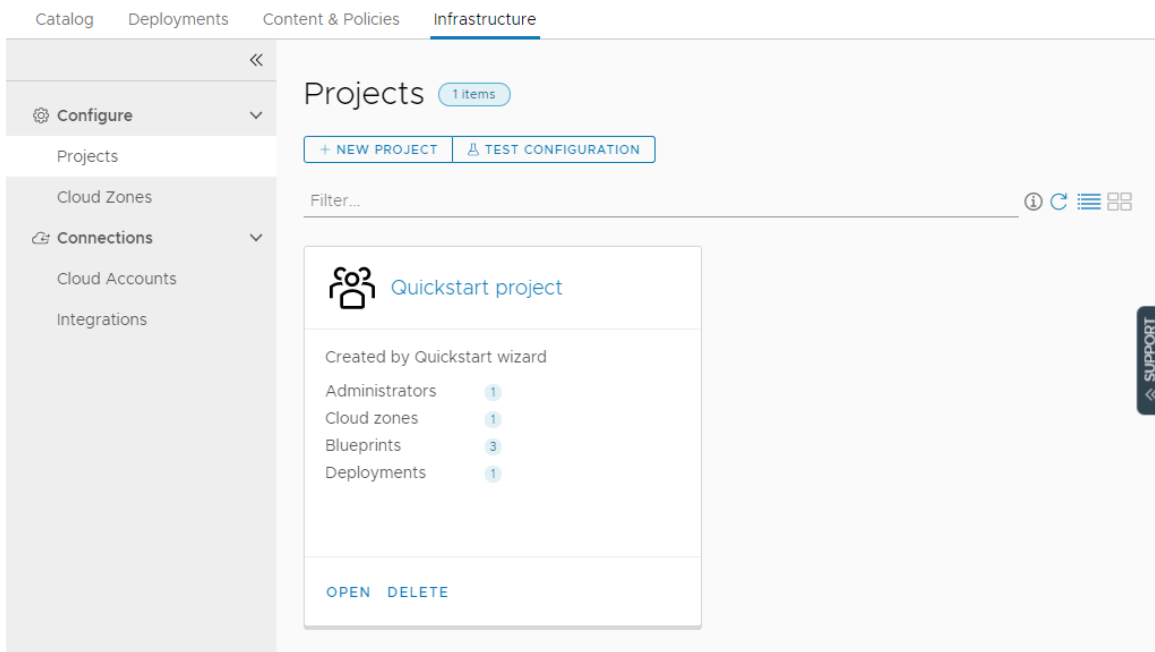 Catalog Deployments Content & Policies Infrastructure
Configure
Projects
Cloud Zones
Connections
Cloud Accounts
Integrations
Projects 1 items
+ NEW PROJECT TEST CONFIGURATION
Filter...
Quickstart project
Created by Quickstart wizard
Administrators 1
Cloud zones 1
Blueprints 3
Deployments 1
OPEN DELETE
SUPPORT